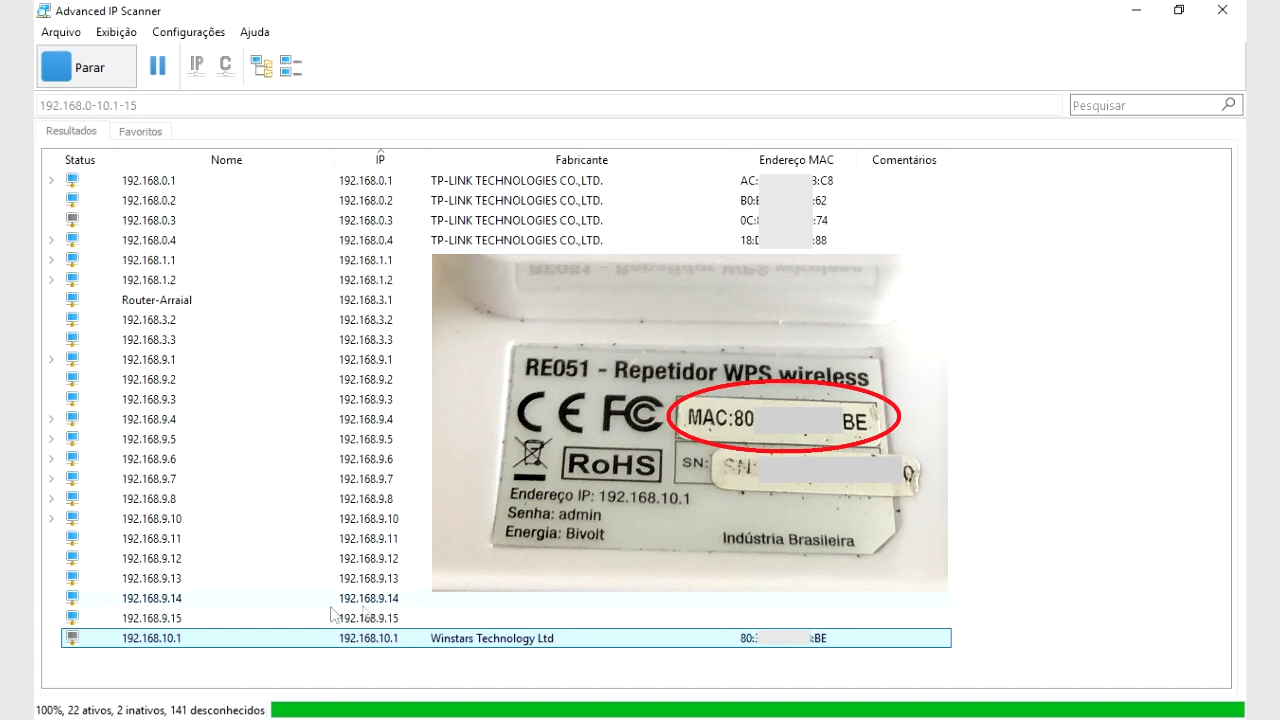 Advanced IP Scanner
Arquivo Exibição Configurações Ajuda
Parar IP C
192.168.0-10.1-15 Pesquisar
Resultados Favoritos
Status Nome IP Fabricante Endereço MAC Comentários
192.168.0.1 192.168.0.1 TP-LINK TECHNOLOGIES CO.,LTD. AC: :C8
192.168.0.2 192.168.0.2 TP-LINK TECHNOLOGIES CO.,LTD. B0: :62
192.168.0.3 192.168.0.3 TP-LINK TECHNOLOGIES CO.,LTD. 0C: :74
192.168.0.4 192.168.0.4 TP-LINK TECHNOLOGIES CO.,LTD. 18: :88
192.168.1.1 192.168.1.1
192.168.1.2 192.168.1.2
Router-Arraial 192.168.3.1
192.168.3.2 192.168.3.2
192.168.3.3 192.168.3.3
192.168.9.1 192.168.9.1
192.168.9.2 192.168.9.2
192.168.9.3 192.168.9.3
192.168.9.4 192.168.9.4
192.168.9.5 192.168.9.5
192.168.9.6 192.168.9.6
192.168.9.7 192.168.9.7
192.168.9.8 192.168.9.8
192.168.9.10 192.168.9.10
192.168.9.11 192.168.9.11
192.168.9.12 192.168.9.12
192.168.9.13 192.168.9.13
192.168.9.14 192.168.9.14
192.168.9.15 192.168.9.15
192.168.10.1 192.168.10.1 Winstars Technology Ltd 80: :BE
RE051 - Repetidor WPS wireless
RE051 - Repetidor WPS wireless
CE FC MAC:80 BE
RoHS SN: SN:
Endereço IP: 192.168.10.1
Senha: admin
Energia: Bivolt Indústria Brasileira
100%, 22 ativos, 2 inativos, 141 desconhecidos